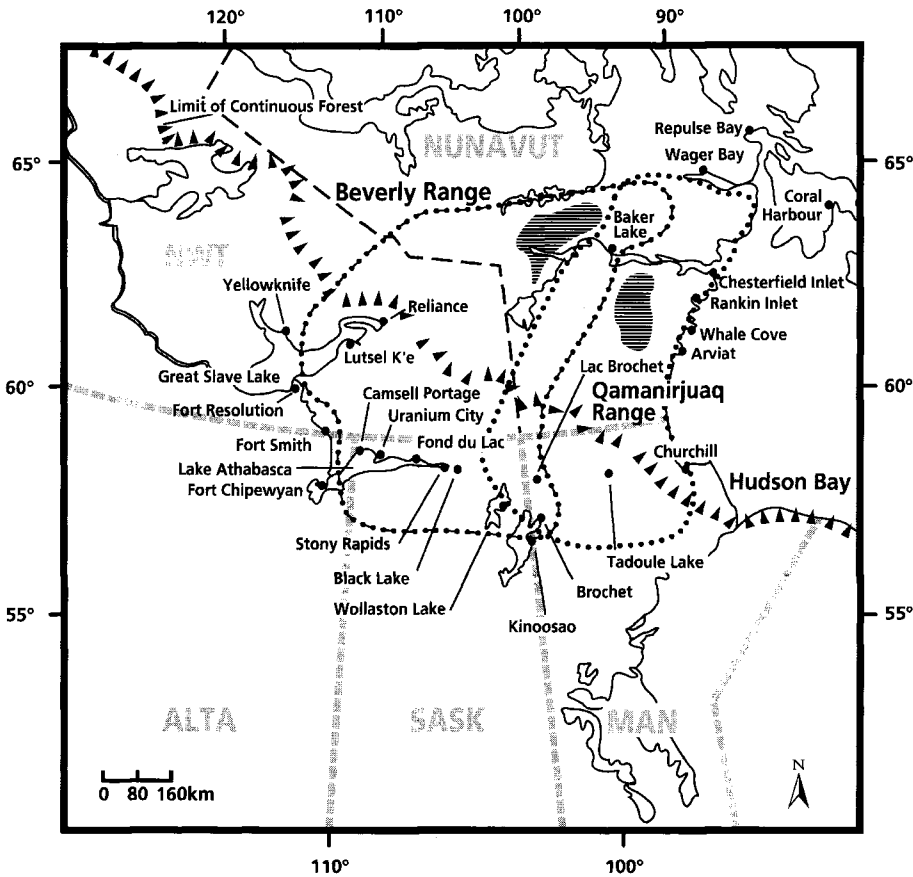 120°
110°
100°
90°
Limit of Continuous Forest
NUNAVUT
Repulse Bay
Wager Bay
65°
65°
Beverly Range
Coral
Harbour
Baker
Lake
NWT
Yellowknife
Chesterfield Inlet
Rankin Inlet
Reliance
Whale Cove
Lutsel K'e
Arviat
Lac Brochet
Great Slave Lake
60°
60°
Camsell Portage
Qamanirjuaq
Range
Fort Resolution
Uranium City
Fort Smith
Fond du Lac
Churchill
Lake Athabasca
Hudson Bay
Fort Chipewyan
Stony Rapids
Tadoule Lake
Black Lake
Brochet
Wollaston Lake
55°
55°
Kinoosao
ALTA
SASK
MAN
N
0 80 160km
110°
100°